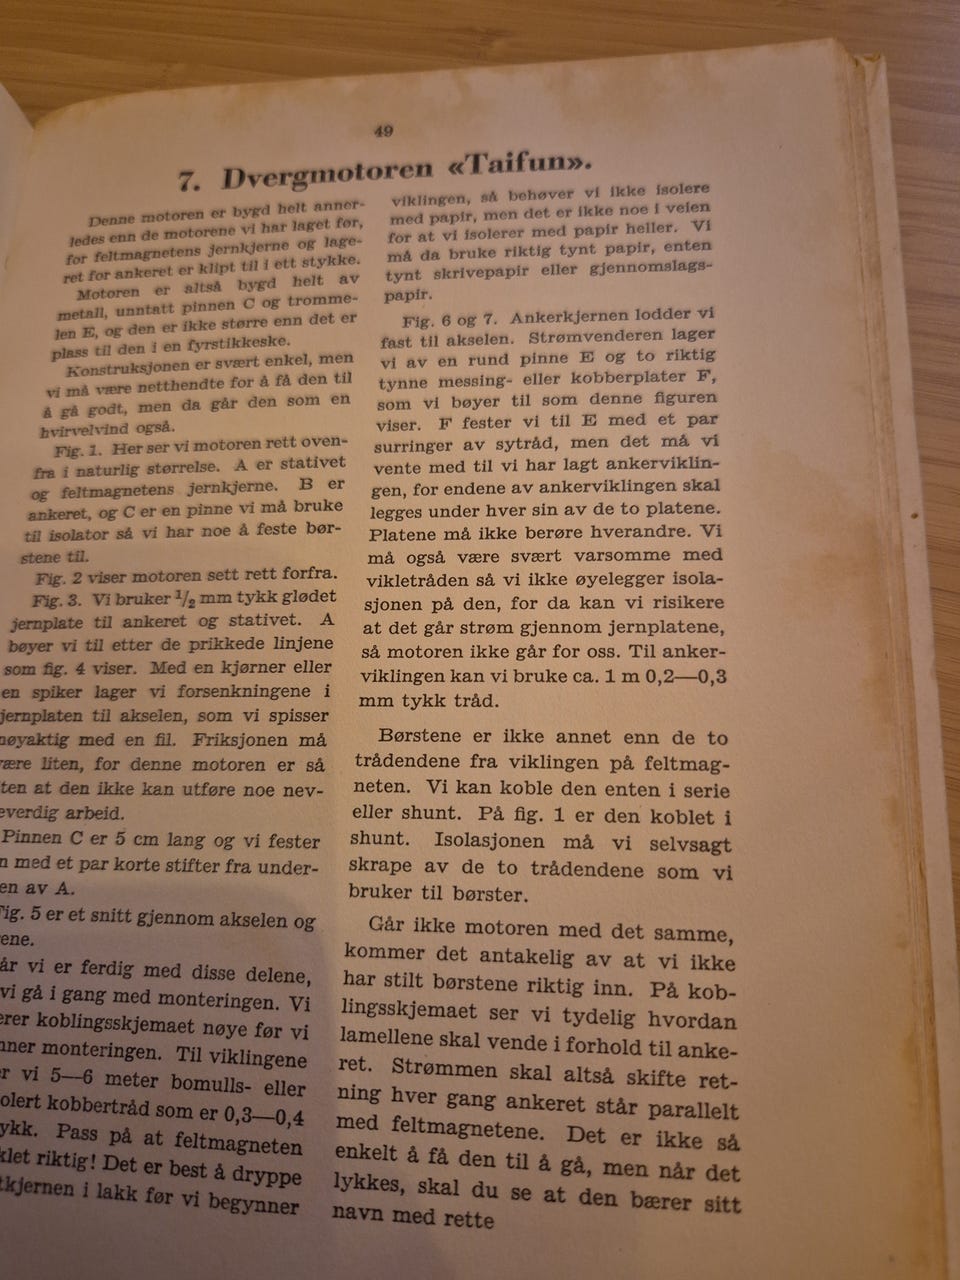 49
7. Dvergmotoren «Taifun».
Denne motoren er bygd helt anner-
ledes enn de motorene vi har laget før,
for feltmagnetens jernkjerne og lage-
ret for ankeret er klipt til i ett stykke.
Motoren er altså bygd helt av
metall, unntatt pinnen C og tromme-
len E, og den er ikke større enn det er
plass til den i en fyrstikkeske.
Konstruksjonen er svært enkel, men
vi må være netthendte for å få den til
å gå godt, men da går den som en
hvirvelvind også.
Fig. 1. Her ser vi motoren rett oven-
fra i naturlig størrelse. A er stativet
og feltmagnetens jernkjerne. B er
ankeret, og C er en pinne vi må bruke
til isolator så vi har noe å feste bør-
stene til.
Fig. 2 viser motoren sett rett forfra.
Fig. 3. Vi bruker 1/2 mm tykk glødet
jernplate til ankeret og stativet. A
bøyer vi til etter de prikkede linjene
som fig. 4 viser. Med en kjørner eller
en spiker lager vi forsenkningene i
jernplaten til akselen, som vi spisser
nøyaktig med en fil. Friksjonen må
være liten, for denne motoren er så
ten at den ikke kan utføre noe nev-
everdig arbeid.
Pinnen C er 5 cm lang og vi fester
n med et par korte stifter fra under-
en av A.
Fig. 5 er et snitt gjennom akselen og
ene.
år vi er ferdig med disse delene,
vi gå i gang med monteringen. Vi
erer koblingsskjemaet nøye før vi
nner monteringen. Til viklingene
r vi 5—6 meter bomulls- eller
olert kobbertråd som er 0,3—0,4
ykk. Pass på at feltmagneten
klet riktig! Det er best å dryppe
tkjernen i lakk før vi begynner
viklingen, så behøver vi ikke isolere
med papir, men det er ikke noe i veien
for at vi isolerer med papir heller. Vi
må da bruke riktig tynt papir, enten
tynt skrivepapir eller gjennomslags-
papir.
Fig. 6 og 7. Ankerkjernen lodder vi
fast til akselen. Strømvenderen lager
vi av en rund pinne E og to riktig
tynne messing- eller kobberplater F,
som vi bøyer til som denne figuren
viser. F fester vi til E med et par
surringer av sytråd, men det må vi
vente med til vi har lagt ankerviklin-
gen, for endene av ankerviklingen skal
legges under hver sin av de to platene.
Platene må ikke berøre hverandre. Vi
må også være svært varsomme med
vikletråden så vi ikke øyelegger isola-
sjonen på den, for da kan vi risikere
at det går strøm gjennom jernplatene,
så motoren ikke går for oss. Til anker-
viklingen kan vi bruke ca. 1 m 0,2—0,3
mm tykk tråd.
Børstene er ikke annet enn de to
trådendene fra viklingen på feltmag-
neten. Vi kan koble den enten i serie
eller shunt. På fig. 1 er den koblet i
shunt. Isolasjonen må vi selvsagt
skrape av de to trådendene som vi
bruker til børster.
Går ikke motoren med det samme,
kommer det antakelig av at vi ikke
har stilt børstene riktig inn. På kob-
lingsskjemaet ser vi tydelig hvordan
lamellene skal vende i forhold til anke-
ret. Strømmen skal altså skifte ret-
ning hver gang ankeret står parallelt
med feltmagnetene. Det er ikke så
enkelt å få den til å gå, men når det
lykkes, skal du se at den bærer sitt
navn med rette